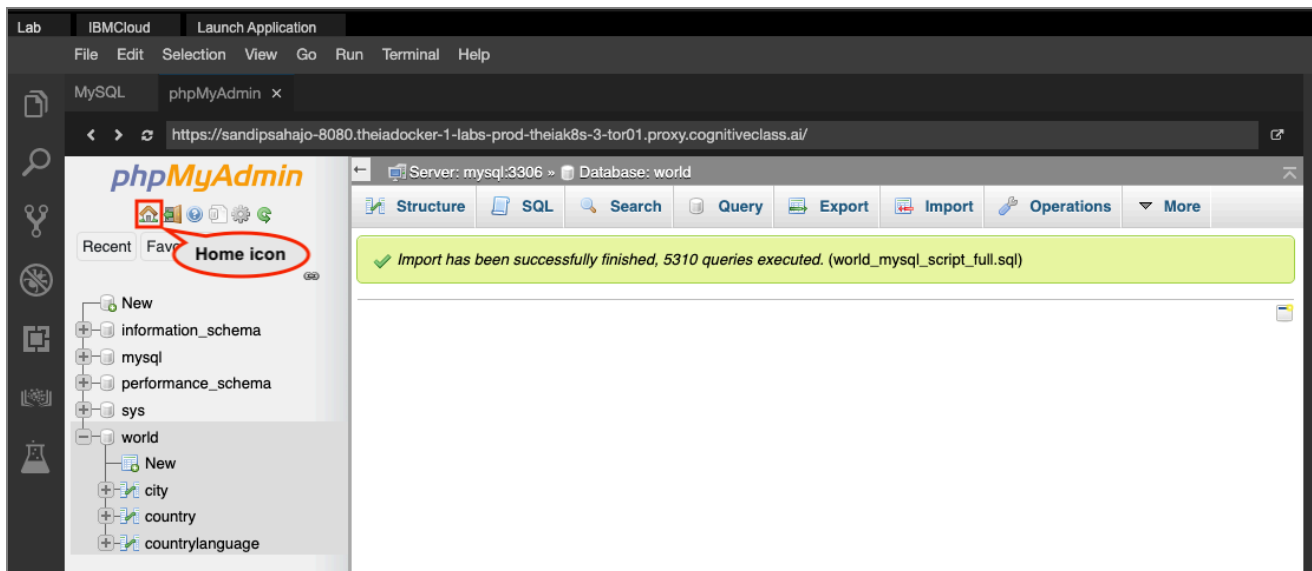 Lab IBMCloud Launch Application
File Edit Selection View Go Run Terminal Help
MySQL phpMyAdmin ×
https://sandipsahajo-8080.theiadocker-1-labs-prod-theiak8s-3-tor01.proxy.cognitiveclass.ai/
phpMyAdmin
Server: mysql:3306 » Database: world
Structure SQL Search Query Export Import Operations More
Recent
Home icon
Import has been successfully finished, 5310 queries executed. (world_mysql_script_full.sql)
New
information_schema
mysql
performance_schema
sys
world
New
city
country
countrylanguage